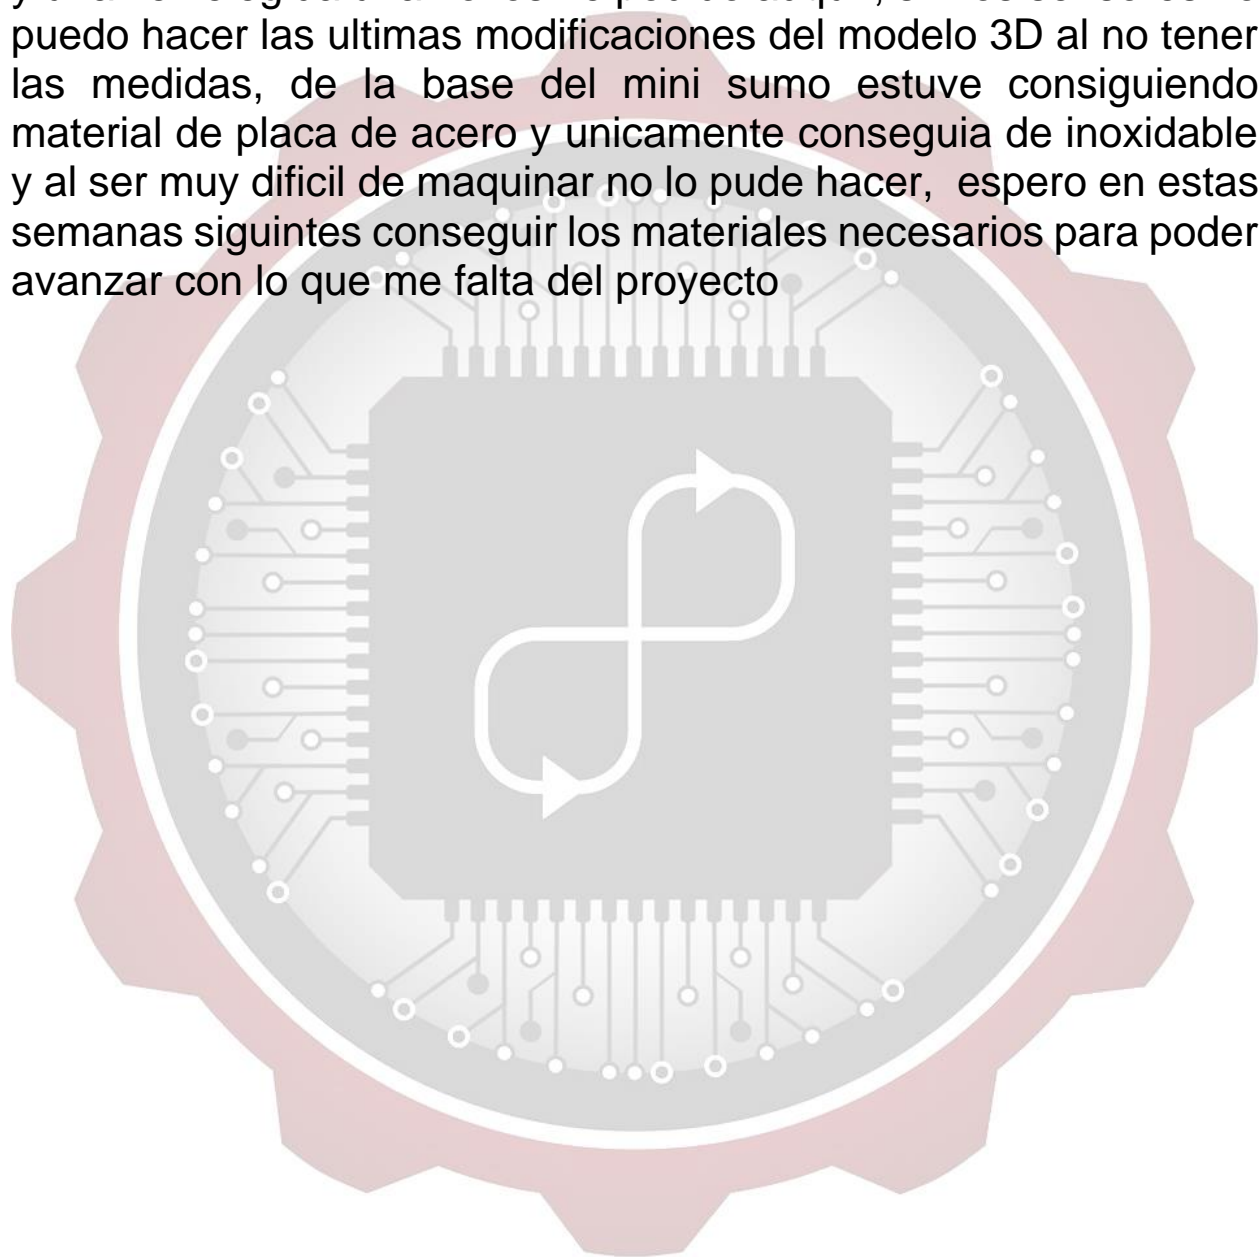 puedo hacer las ultimas modificaciones del modelo 3D al no tener
las medidas, de la base del mini sumo estuve consiguiendo
material de placa de acero y unicamente conseguia de inoxidable
y al ser muy dificil de maquinar no lo pude hacer, espero en estas
semanas siguintes conseguir los materiales necesarios para poder
avanzar con lo que me falta del proyecto